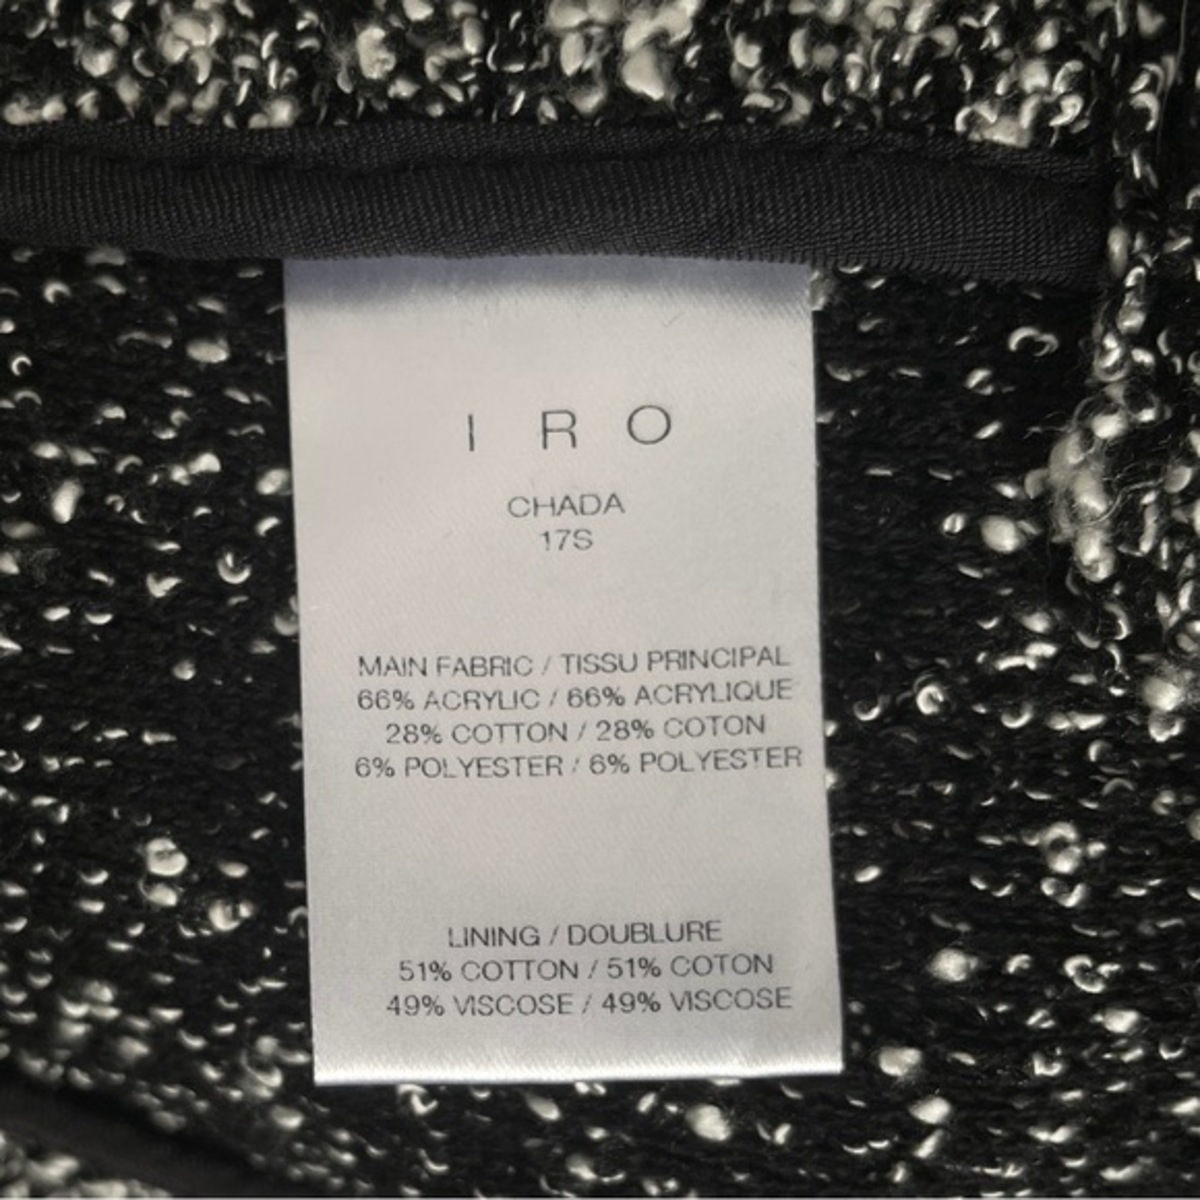 I R O
CHADA
17S
MAIN FABRIC / TISSU PRINCIPAL
66% ACRYLIC / 66% ACRYLIQUE
28% COTTON / 28% COTON
6% POLYESTER / 6% POLYESTER
LINING / DOUBLURE
51% COTTON / 51% COTON
49% VISCOSE / 49% VISCOSE